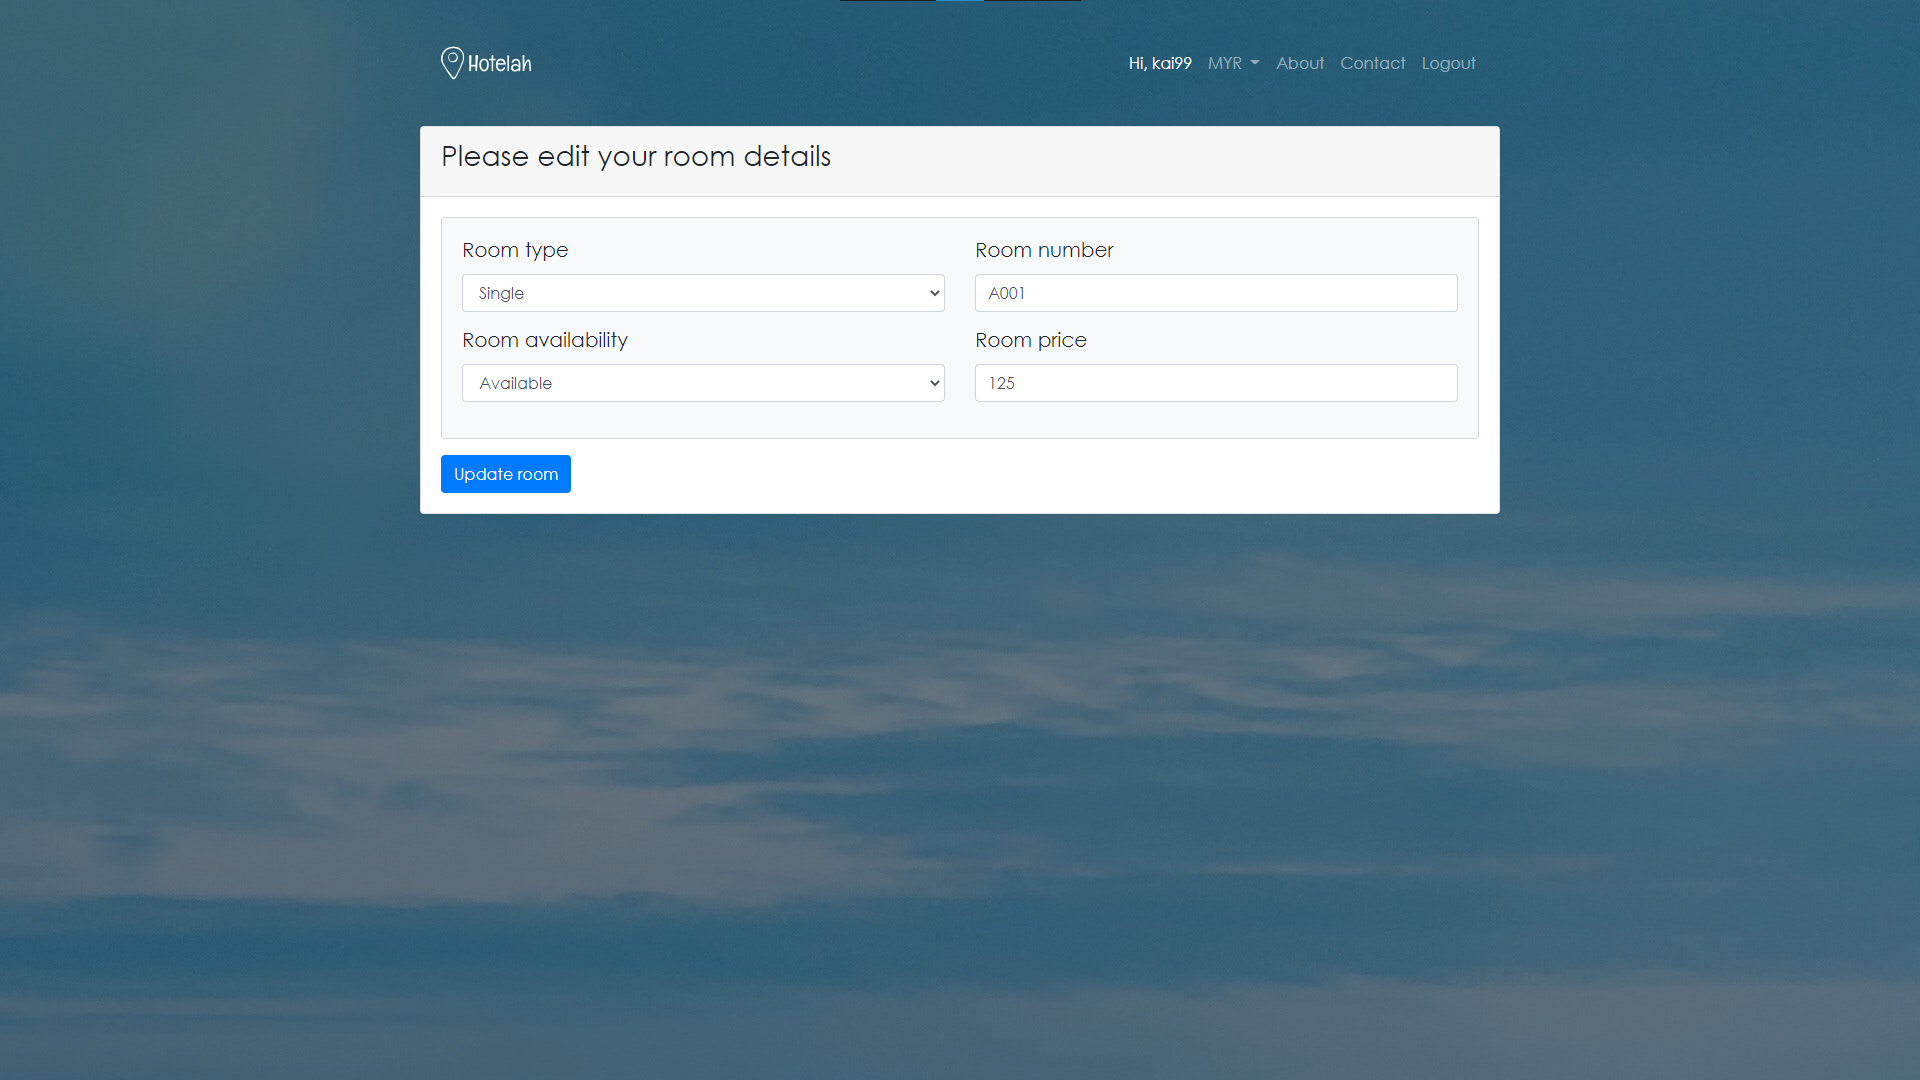 Hotelah
Hi, kai99 MYR About Contact Logout
Please edit your room details
Room type Room number
Single A001
Room availability Room price
Available 125
Update room